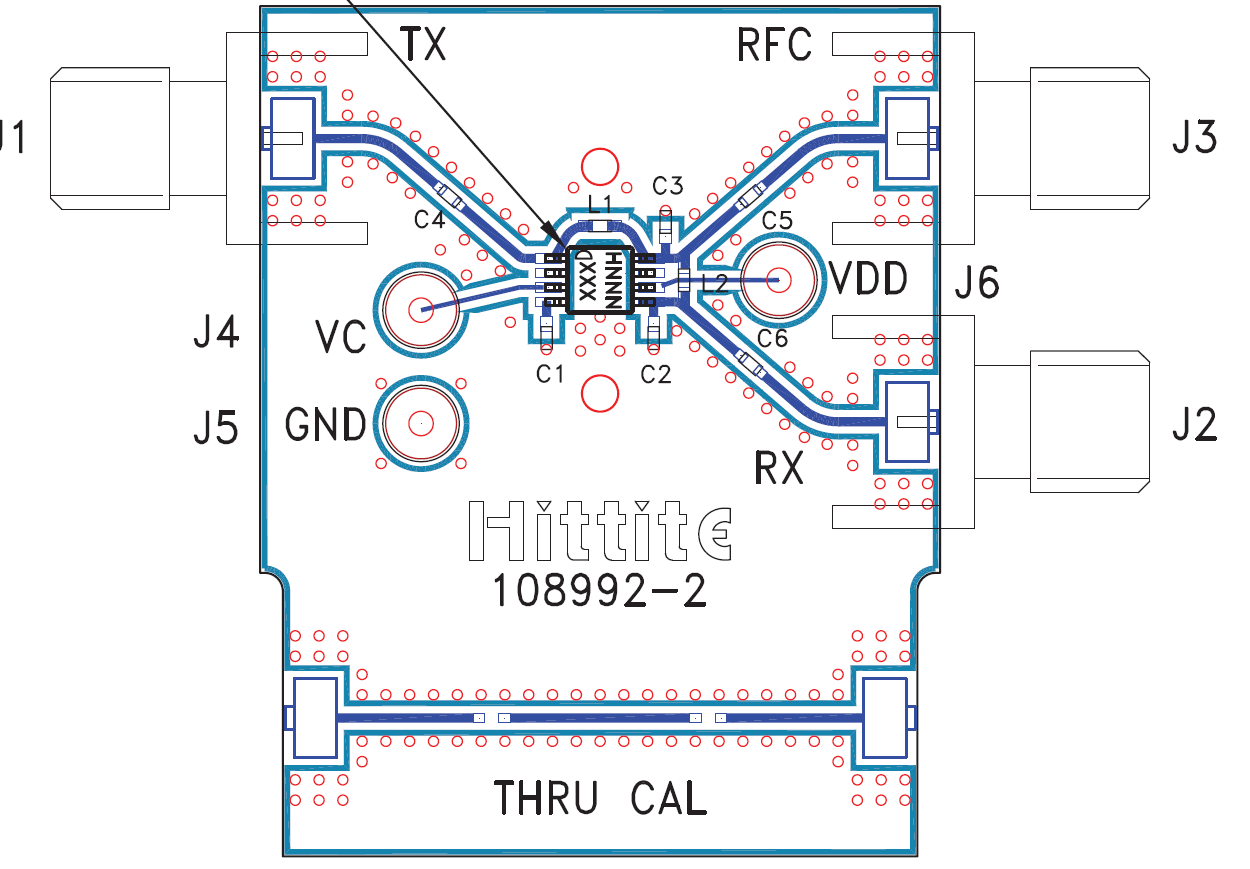 TX
RFC
J1
J3
C3
L1
C4
C5
HNNN
XXXD
L2
VDD
J6
J4
VC
C6
C1
C2
J5
GND
J2
RX
Hittite
108992-2
THRU CAL